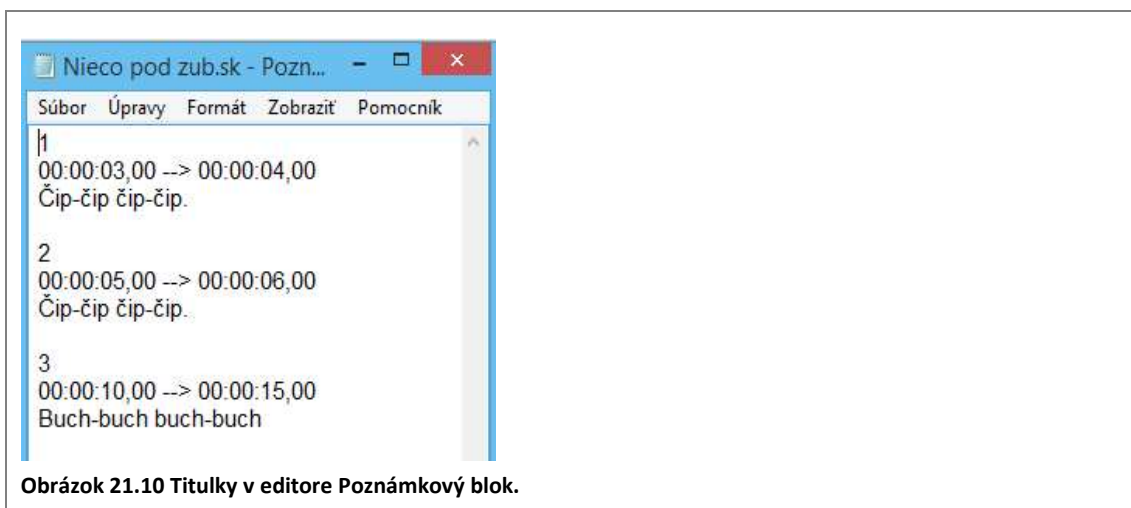 Nieco pod zub.sk - Pozn...
Súbor Úpravy Formát Zobraziť Pomocník
1
00:00:03,00 --> 00:00:04,00
Čip-čip čip-čip.
2
00:00:05,00 --> 00:00:06,00
Čip-čip čip-čip.
3
00:00:10,00 --> 00:00:15,00
Buch-buch buch-buch
Obrázok 21.10 Titulky v editore Poznámkový blok.